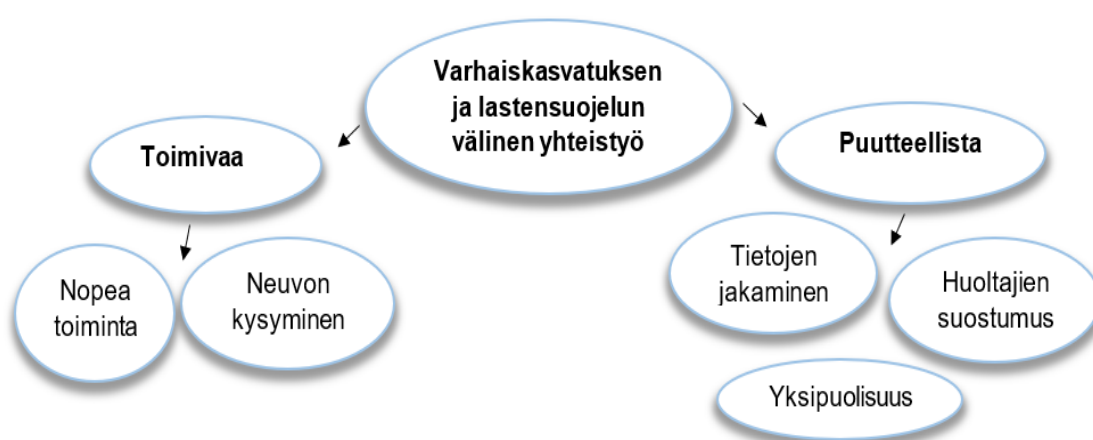 Varhaiskasvatuksen
ja lastensuojelun
välinen yhteistyö
Toimivaa
Puutteellista
Nopea
toiminta
Neuvon
kysyminen
Tietojen
jakaminen
Huoltajien
suostumus
Yksipuolisuus